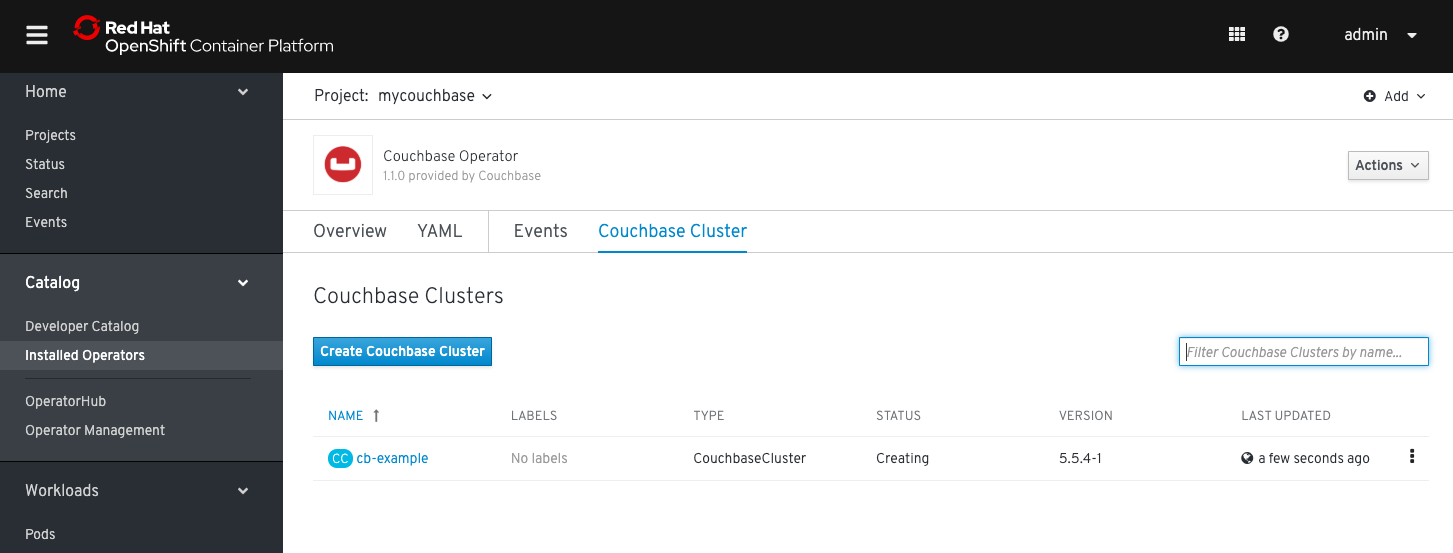 Red Hat
OpenShift Container Platform
admin
Home
Projects
Status
Search
Events
Catalog
Developer Catalog
Installed Operators
OperatorHub
Operator Management
Workloads
Pods
Project: mycouchbase
Add
Couchbase Operator
1.1.0 provided by Couchbase
Actions
Overview YAML Events Couchbase Cluster
Couchbase Clusters
Create Couchbase Cluster
Filter Couchbase Clusters by name...
NAME LABELS TYPE STATUS VERSION LAST UPDATED
CC cb-example No labels CouchbaseCluster Creating 5.5.4-1 a few seconds ago